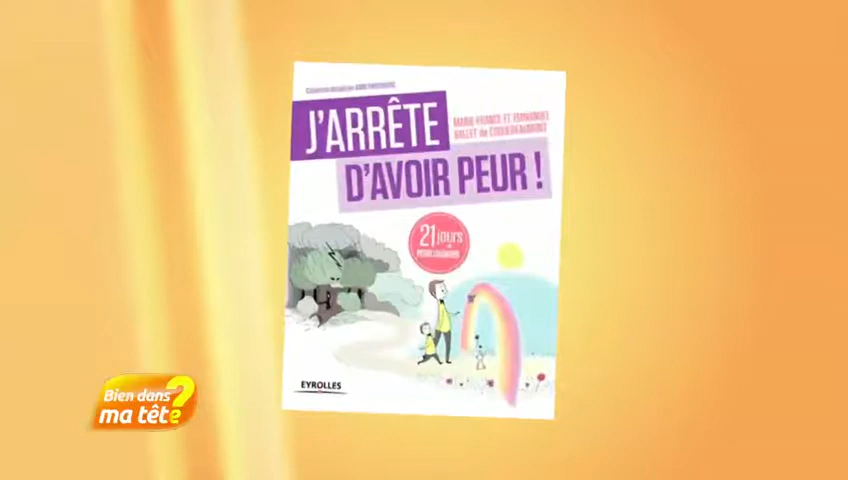 J'ARRÊTE
D'AVOIR PEUR !
MARIE-FRANCE ET EMMANUEL
BALLET de COQUEREAUMONT
21 jours
EYROLLES
Bien dans
ma tête ?